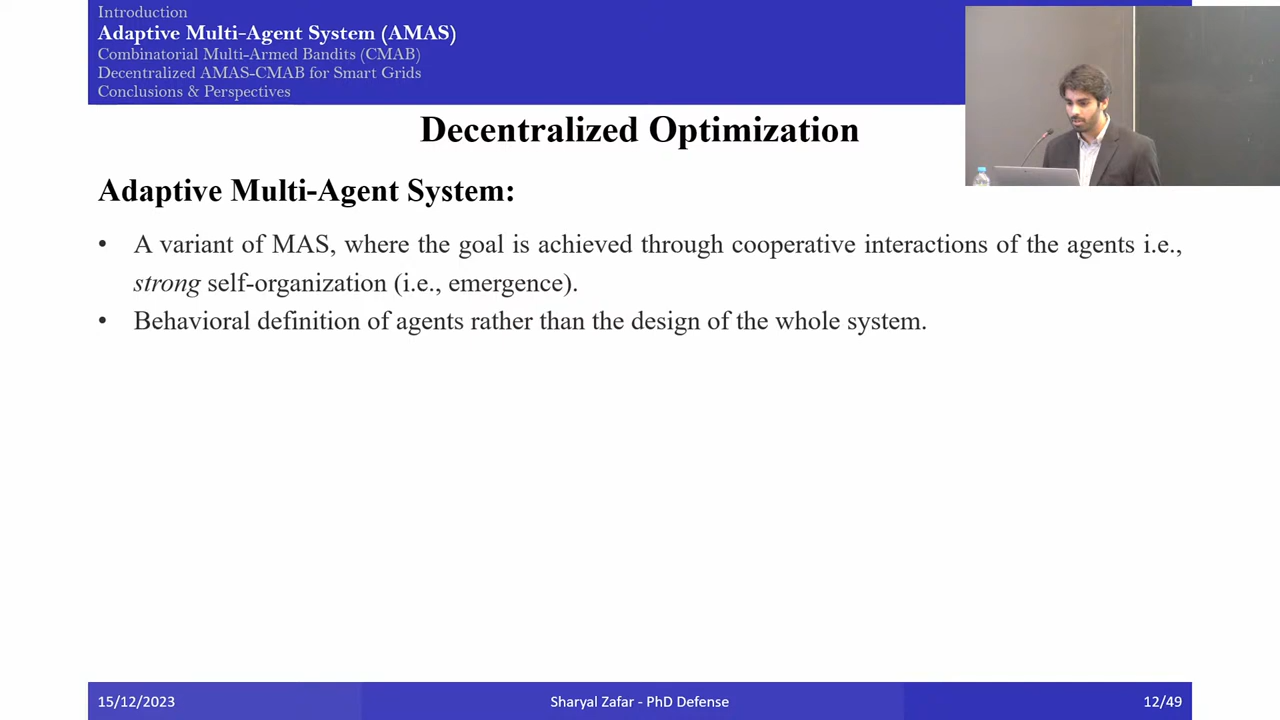 Introduction
Adaptive Multi-Agent System (AMAS)
Combinatorial Multi-Armed Bandits (CMAB)
Decentralized AMAS-CMAB for Smart Grids
Conclusions & Perspectives
Decentralized Optimization
Adaptive Multi-Agent System:
• A variant of MAS, where the goal is achieved through cooperative interactions of the agents i.e.,
strong self-organization (i.e., emergence).
• Behavioral definition of agents rather than the design of the whole system.
15/12/2023
Sharyal Zafar - PhD Defense
12/49